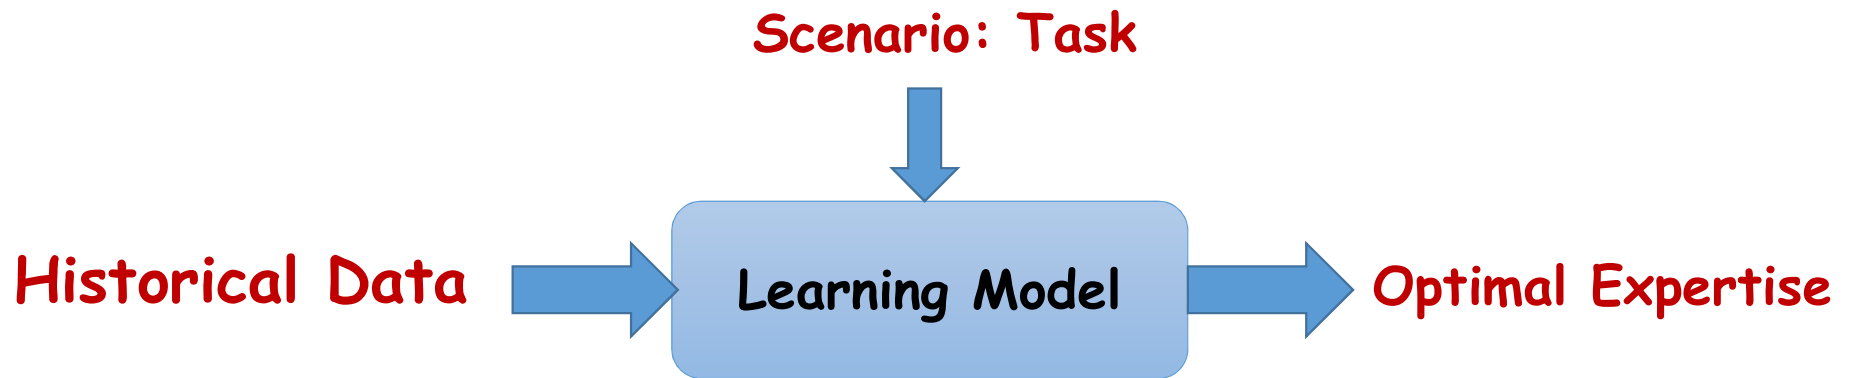 Scenario: Task
Historical Data
Learning Model
Optimal Expertise